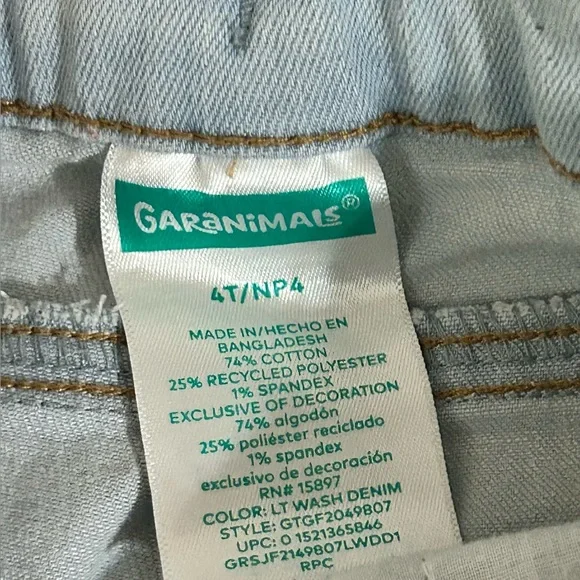 GARANiMALS®
4T/NP4
MADE IN/HECHO EN
BANGLADESH
74% COTTON
25% RECYCLED POLYESTER
1% SPANDEX
EXCLUSIVE OF DECORATION
74% algodón
25% poliéster reciclado
1% spandex
exclusivo de decoración
RN# 15897
COLOR: LT WASH DENIM
STYLE: GTGF2049807
UPC: 0 1521365846
GRSJF2149807LWDD1
RPC